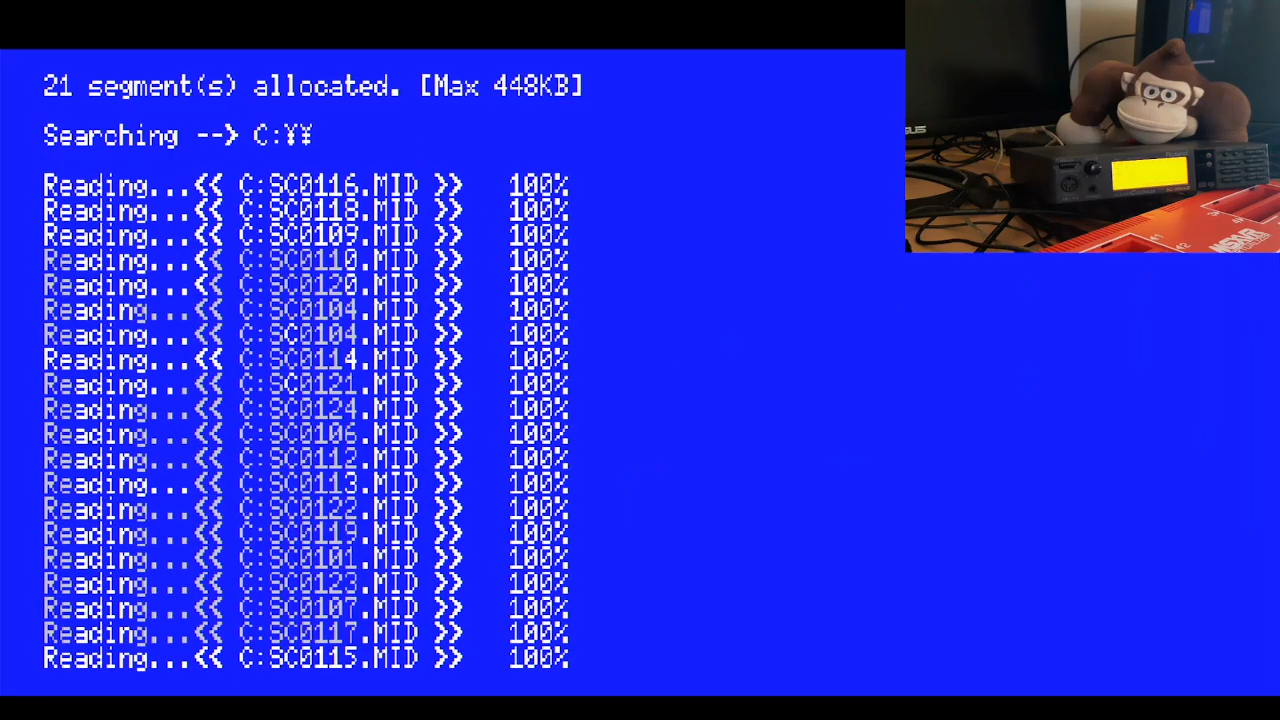 21 segment(s) allocated. [Max 448KB]
Searching --> C:¥¥
Reading...<< C:SC0116.MID >> 100%
Reading...<< C:SC0118.MID >> 100%
Reading...<< C:SC0109.MID >> 100%
Reading...<< C:SC0110.MID >> 100%
Reading...<< C:SC0120.MID >> 100%
Reading...<< C:SC0104.MID >> 100%
Reading...<< C:SC0104.MID >> 100%
Reading...<< C:SC0114.MID >> 100%
Reading...<< C:SC0121.MID >> 100%
Reading...<< C:SC0124.MID >> 100%
Reading...<< C:SC0106.MID >> 100%
Reading...<< C:SC0112.MID >> 100%
Reading...<< C:SC0113.MID >> 100%
Reading...<< C:SC0122.MID >> 100%
Reading...<< C:SC0119.MID >> 100%
Reading...<< C:SC0101.MID >> 100%
Reading...<< C:SC0123.MID >> 100%
Reading...<< C:SC0107.MID >> 100%
Reading...<< C:SC0117.MID >> 100%
Reading...<< C:SC0115.MID >> 100%
SUS
Roland
#1
#2